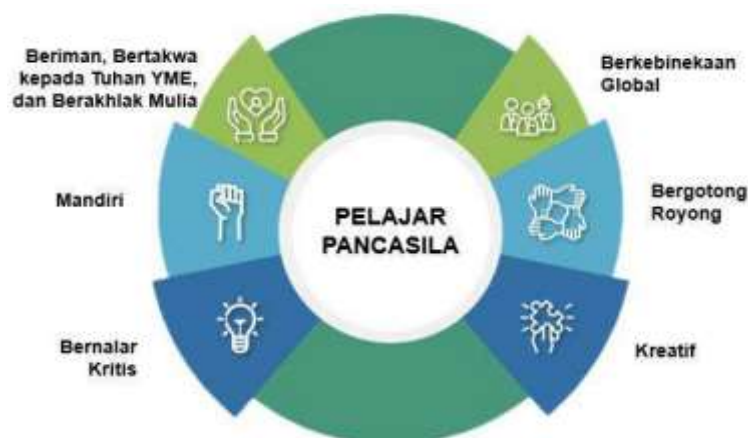 Beriman, Bertakwa
kepada Tuhan YME,
dan Berakhlak Mulia
Berkebinekaan
Global
Mandiri
PELAJAR
PANCASILA
Bergotong
Royong
Bernalar
Kritis
Kreatif